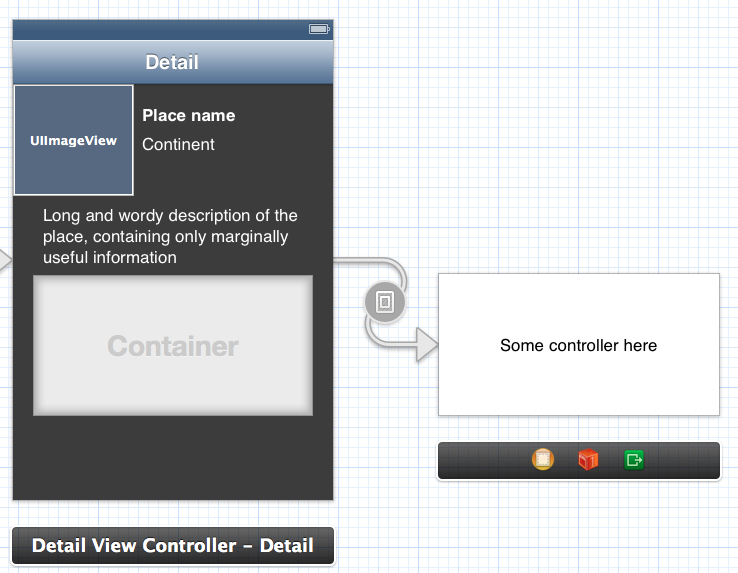 Detail
UIImageView
Place name
Continent
Long and wordy description of the
place, containing only marginally
useful information
Container
Some controller here
Detail View Controller – Detail